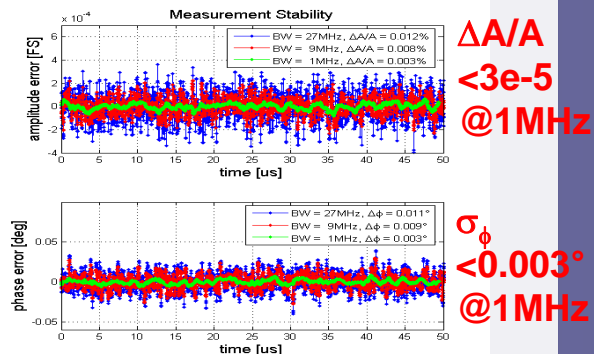 Measurement Stability
x 10⁻⁴
6
4
2
0
-2
-4
amplitude error [FS]
BW = 27MHz, ΔA/A = 0.012%
BW = 9MHz, ΔA/A = 0.008%
BW = 1MHz, ΔA/A = 0.003%
0 5 10 15 20 25 30 35 40 45 50
time [us]
ΔA/A
<3e-5
@1MHz
0.05
0
-0.05
phase error [deg]
BW = 27MHz, Δϕ = 0.011°
BW = 9MHz, Δϕ = 0.009°
BW = 1MHz, Δϕ = 0.003°
0 5 10 15 20 25 30 35 40 45 50
time [us]
σϕ
<0.003°
@1MHz